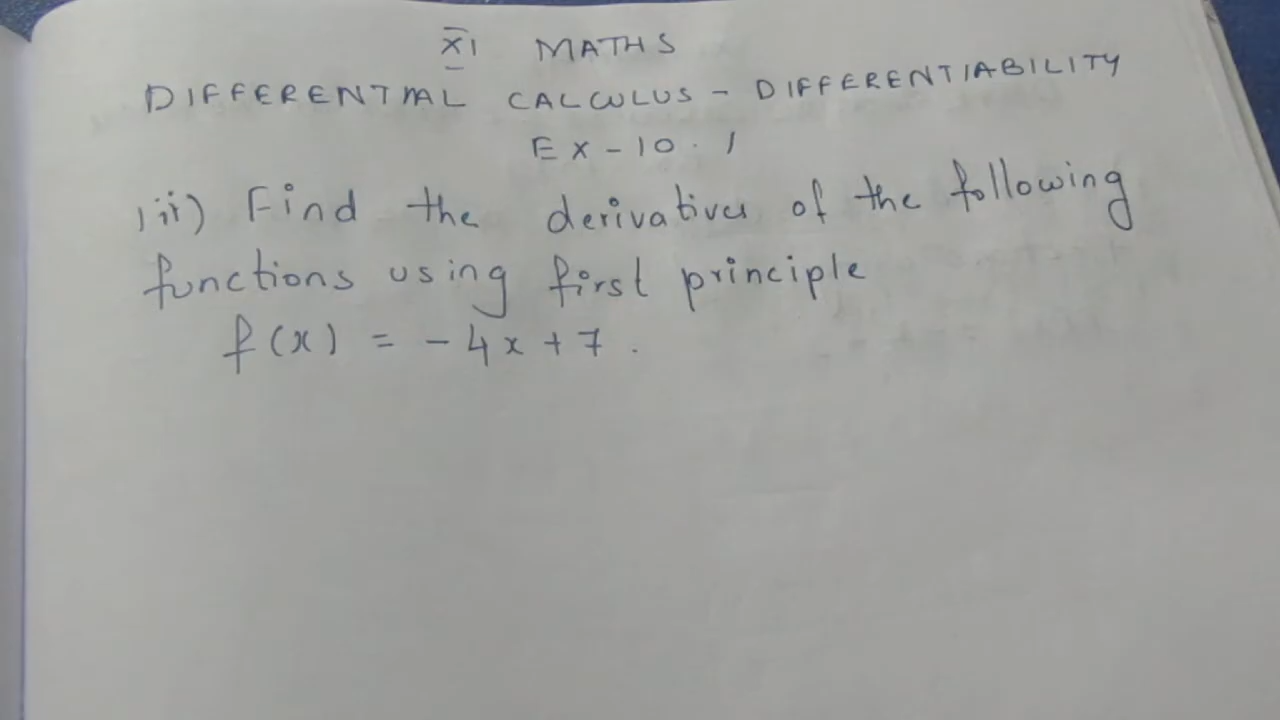 XI MATHS
DIFFERENTIAL CALCULUS - DIFFERENTIABILITY
EX - 10.1
1 ii) Find the derivatives of the following
functions using first principle
f(x) = -4x + 7.